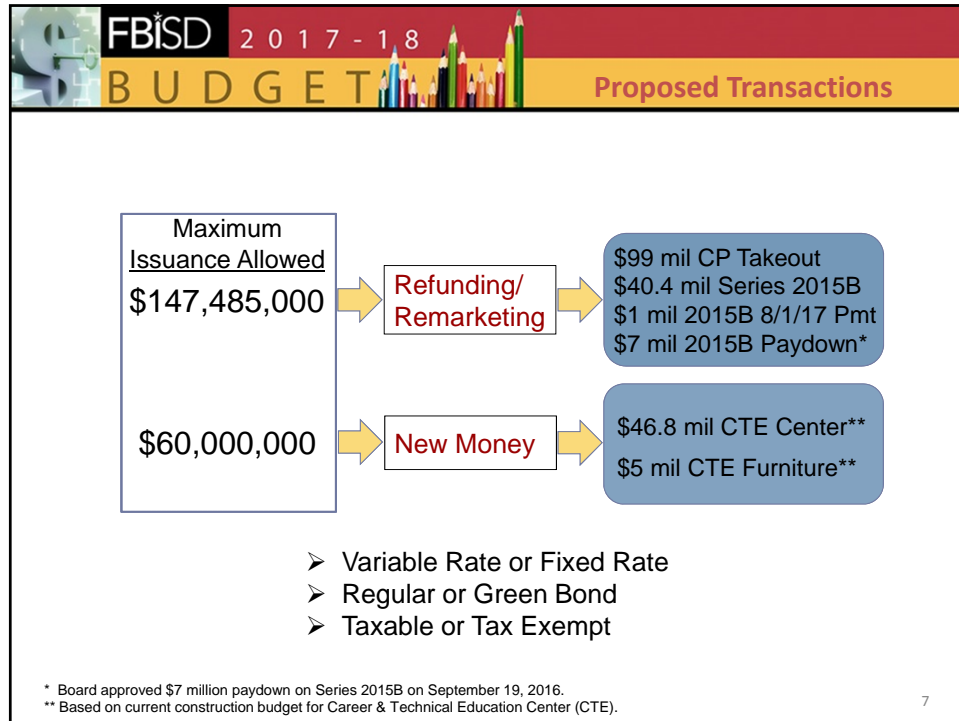 FBISD 2017-18
BUDGET
Proposed Transactions
Maximum
Issuance Allowed
$147,485,000
Refunding/
Remarketing
$99 mil CP Takeout
$40.4 mil Series 2015B
$1 mil 2015B 8/1/17 Pmt
$7 mil 2015B Paydown*
$60,000,000
New Money
$46.8 mil CTE Center**
$5 mil CTE Furniture**
➢ Variable Rate or Fixed Rate
➢ Regular or Green Bond
➢ Taxable or Tax Exempt
* Board approved $7 million paydown on Series 2015B on September 19, 2016.
** Based on current construction budget for Career & Technical Education Center (CTE).
7